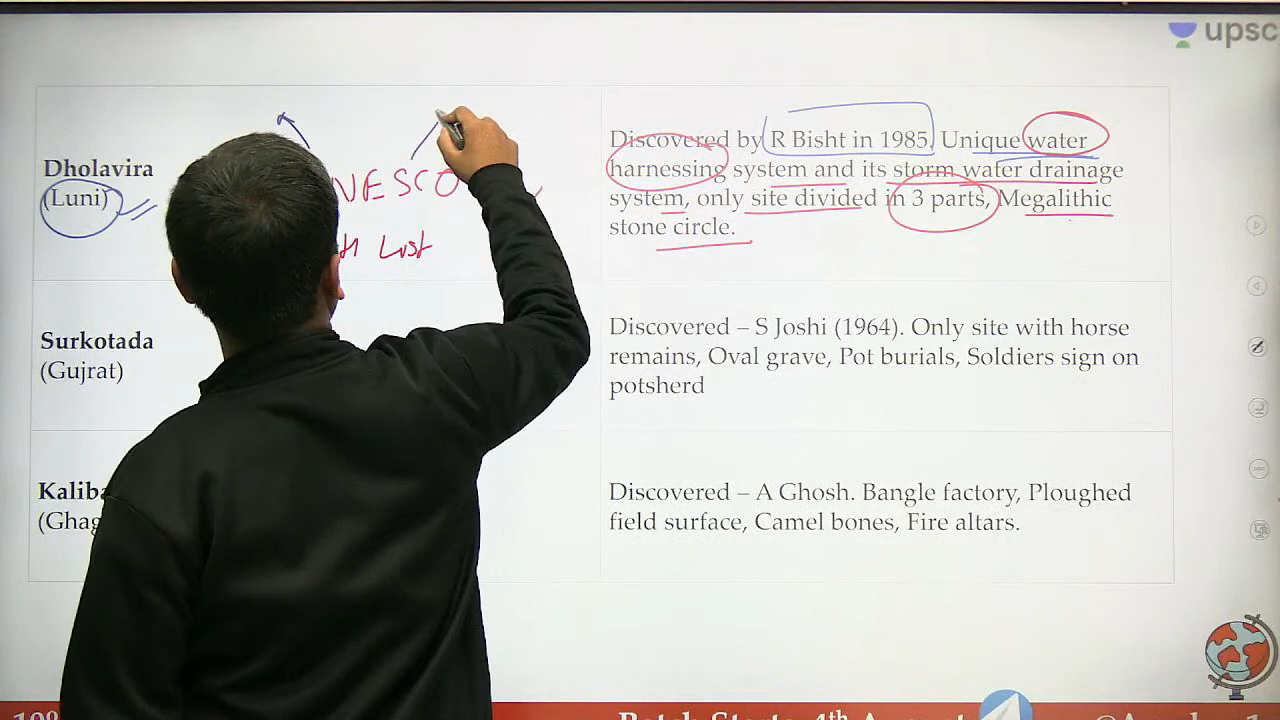 upsc
Dholavira
(Luni)
NESCO
Lust
Discovered by R Bisht in 1985. Unique water
harnessing system and its storm water drainage
system, only site divided in 3 parts, Megalithic
stone circle.
Surkotada
(Gujrat)
Discovered – S Joshi (1964). Only site with horse
remains, Oval grave, Pot burials, Soldiers sign on
potsherd
Discovered – A Ghosh. Bangle factory, Ploughed
field surface, Camel bones, Fire altars.